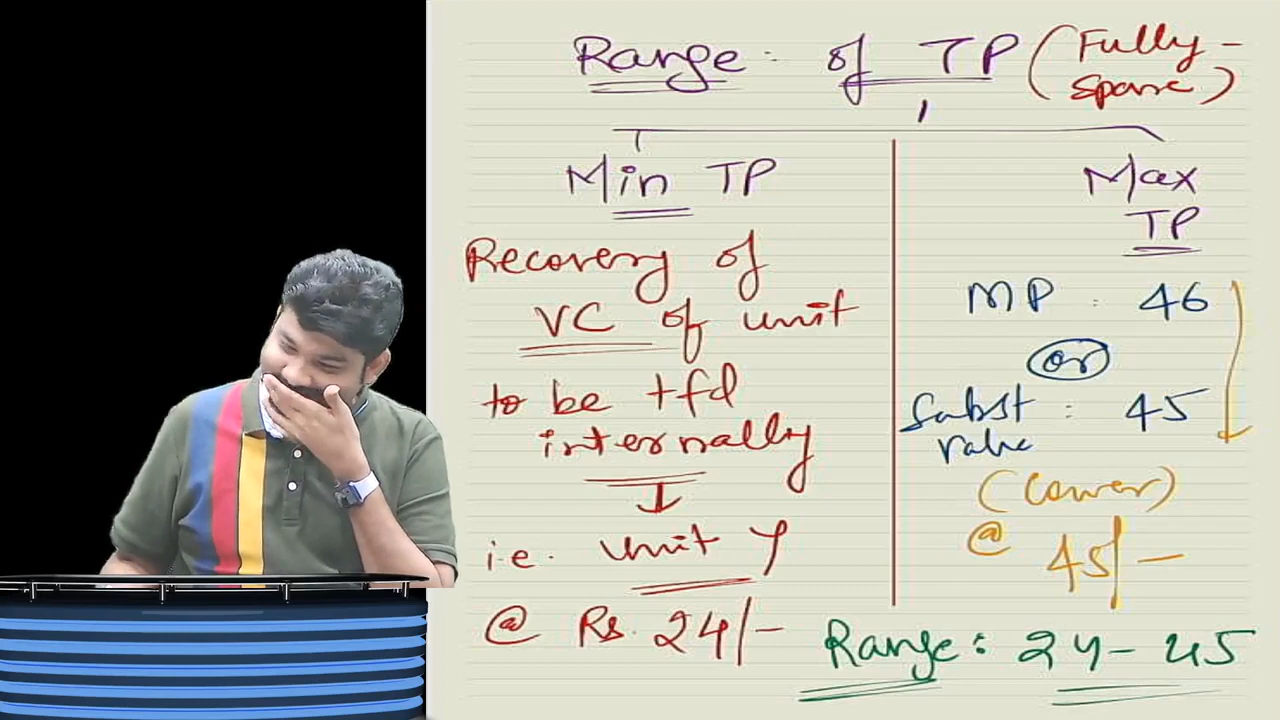 Range: of TP (Fully-
Spare)
Min TP
Recovery of
VC of unit
to be tfd
internally
i.e. Unit Y
@ Rs. 24/-
Max
TP
MP : 46
or
Subst : 45
value
(lower)
@ 45/-
Range: 24-45